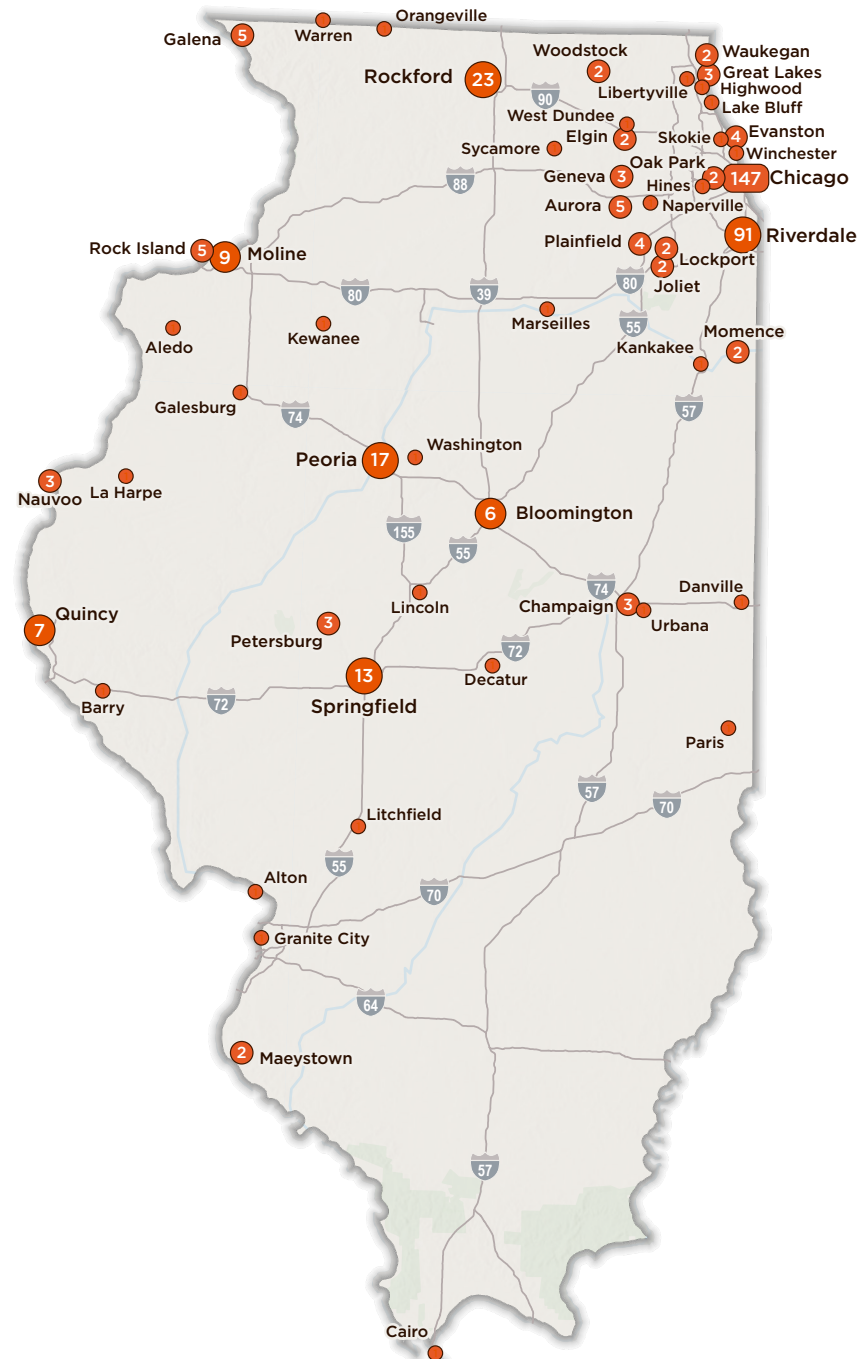 Orangeville
Warren
Galena
5
Woodstock
2
Waukegan
2
Great Lakes
3
Rockford
23
Libertyville
Highwood
Lake Bluff
90
West Dundee
Elgin
2
Skokie
4
Evanston
Winchester
Sycamore
Oak Park
2
147
Chicago
Geneva
3
Hines
88
Aurora
5
Naperville
91
Riverdale
Plainfield
4
2
Lockport
2
Joliet
Rock Island
5
9
Moline
80
39
80
Marseilles
55
Momence
2
Kankakee
Aledo
Kewanee
Galesburg
74
57
Peoria
17
Washington
3
Nauvoo
La Harpe
6
Bloomington
155
55
Lincoln
74
Danville
Champaign
3
Urbana
Quincy
7
3
Petersburg
72
13
Springfield
Decatur
Barry
72
Paris
57
70
Litchfield
55
Alton
70
Granite City
64
2
Maeystown
57
Cairo